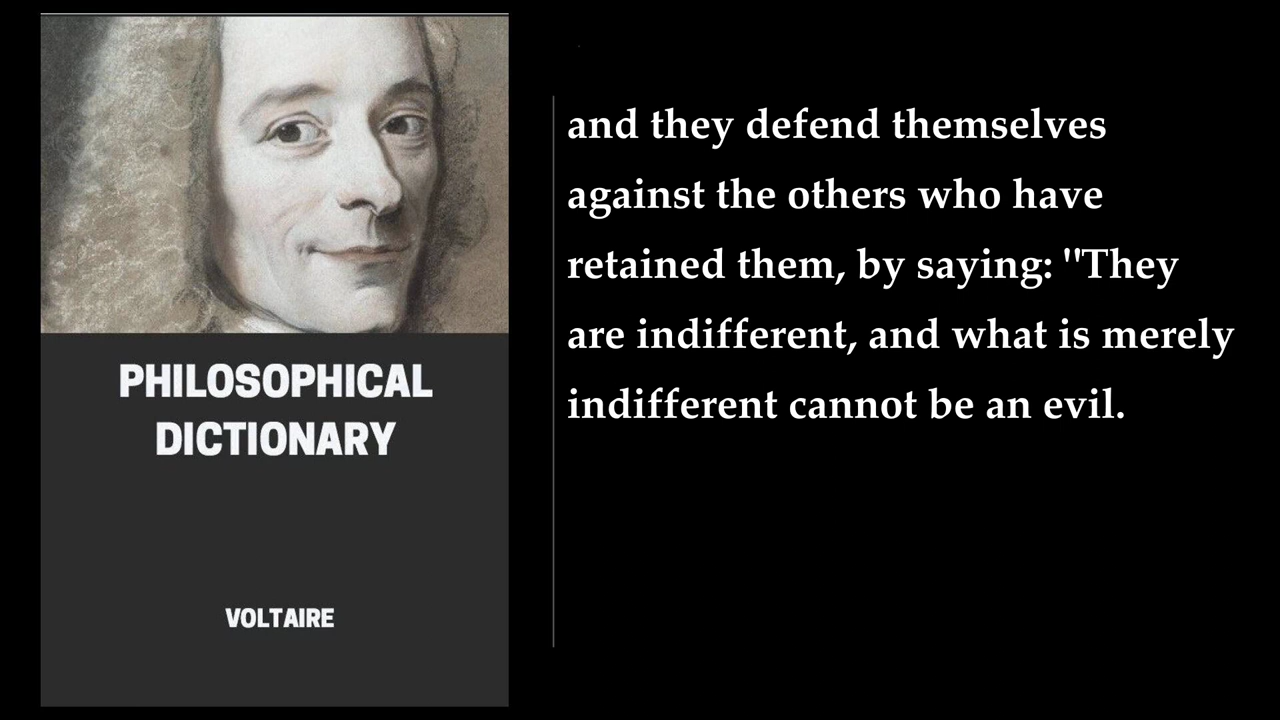 PHILOSOPHICAL
DICTIONARY
VOLTAIRE
and they defend themselves
against the others who have
retained them, by saying: "They
are indifferent, and what is merely
indifferent cannot be an evil.